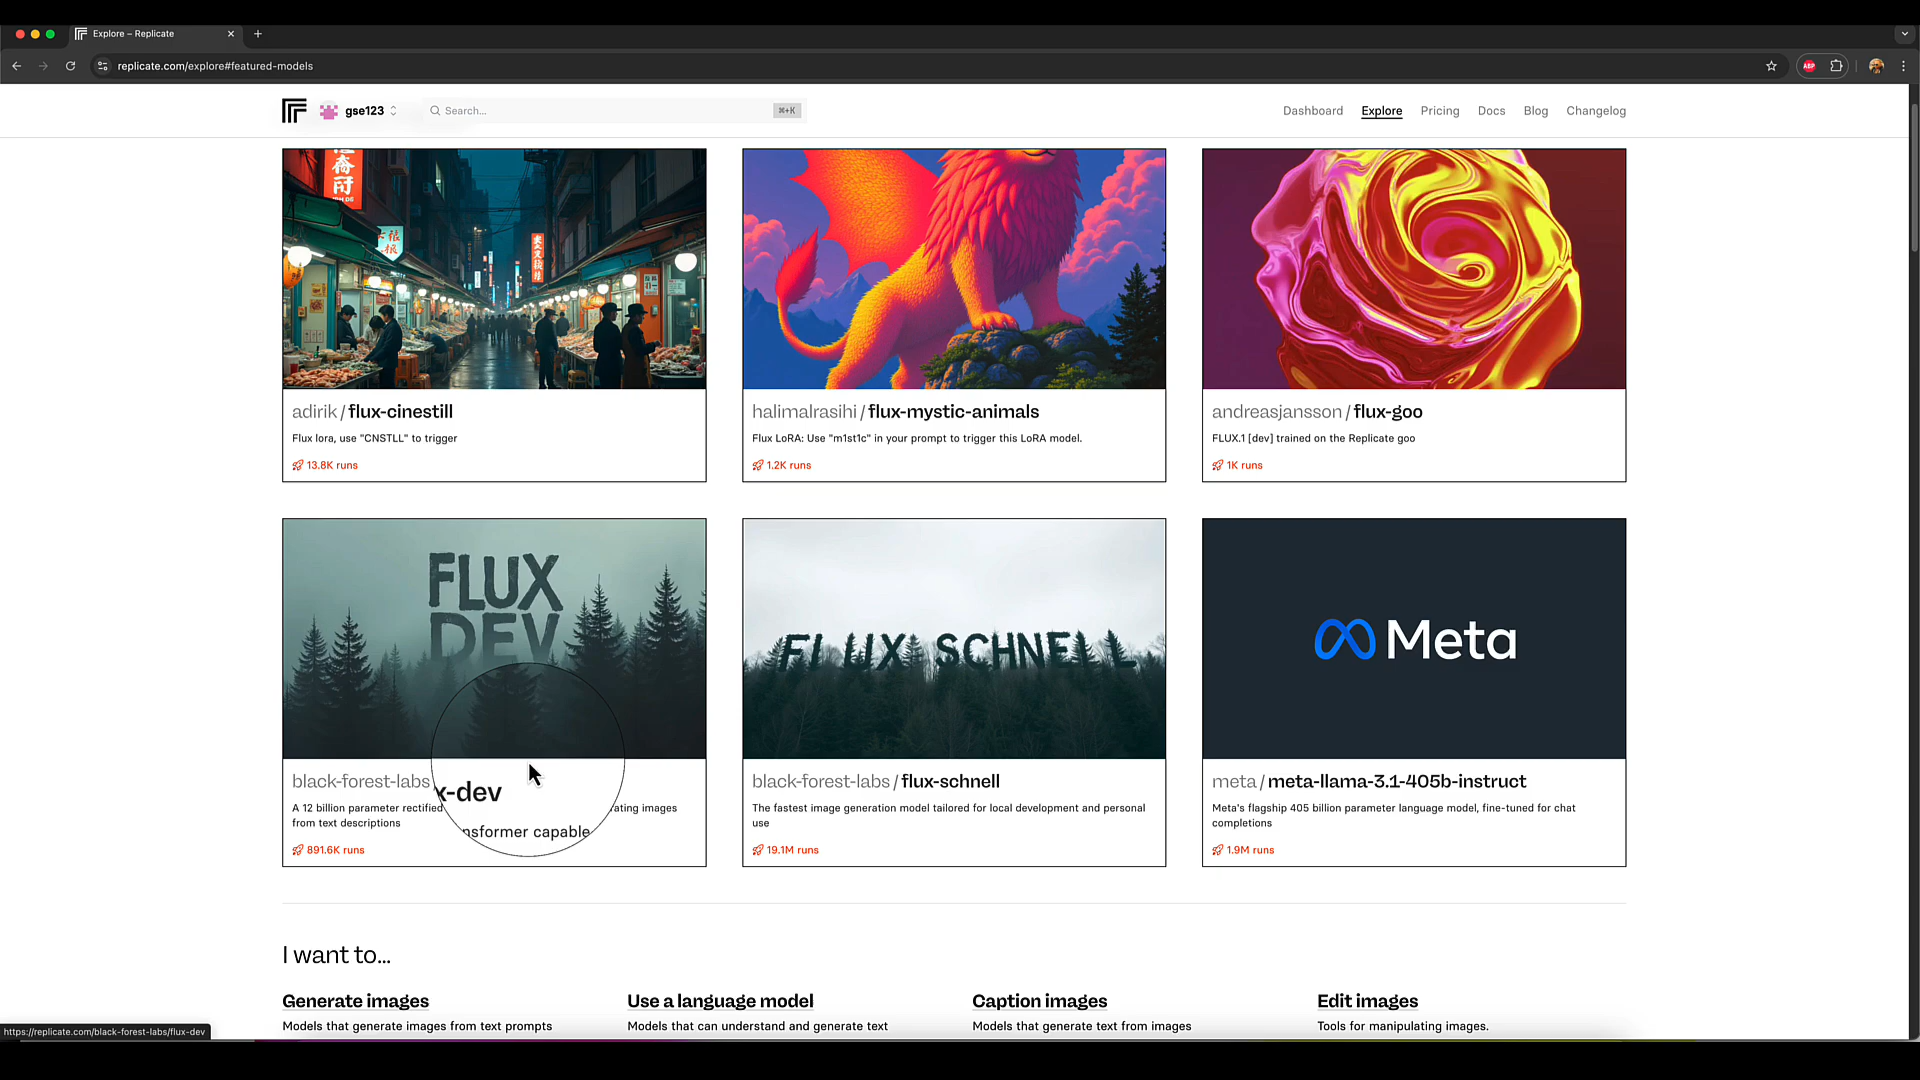 Explore – Replicate
replicate.com/explore#featured-models
ABP
gse123
Search...
⌘+K
Dashboard
Explore
Pricing
Docs
Blog
Changelog
adirik / flux-cinestill
Flux lora, use "CNSTLL" to trigger
13.8K runs
halimalrasihi / flux-mystic-animals
Flux LoRA: Use "m1st1c" in your prompt to trigger this LoRA model.
1.2K runs
andreasjansson / flux-goo
FLUX.1 [dev] trained on the Replicate goo
1K runs
FLUX
DEV
black-forest-labs
x-dev
A 12 billion parameter rectified
rating images
from text descriptions
nsformer capable
891.6K runs
FLUX SCHNELL
black-forest-labs / flux-schnell
The fastest image generation model tailored for local development and personal
use
19.1M runs
Meta
meta / meta-llama-3.1-405b-instruct
Meta's flagship 405 billion parameter language model, fine-tuned for chat
completions
1.9M runs
I want to...
Generate images
Models that generate images from text prompts
Use a language model
Models that can understand and generate text
Caption images
Models that generate text from images
Edit images
Tools for manipulating images.
https://replicate.com/black-forest-labs/flux-dev